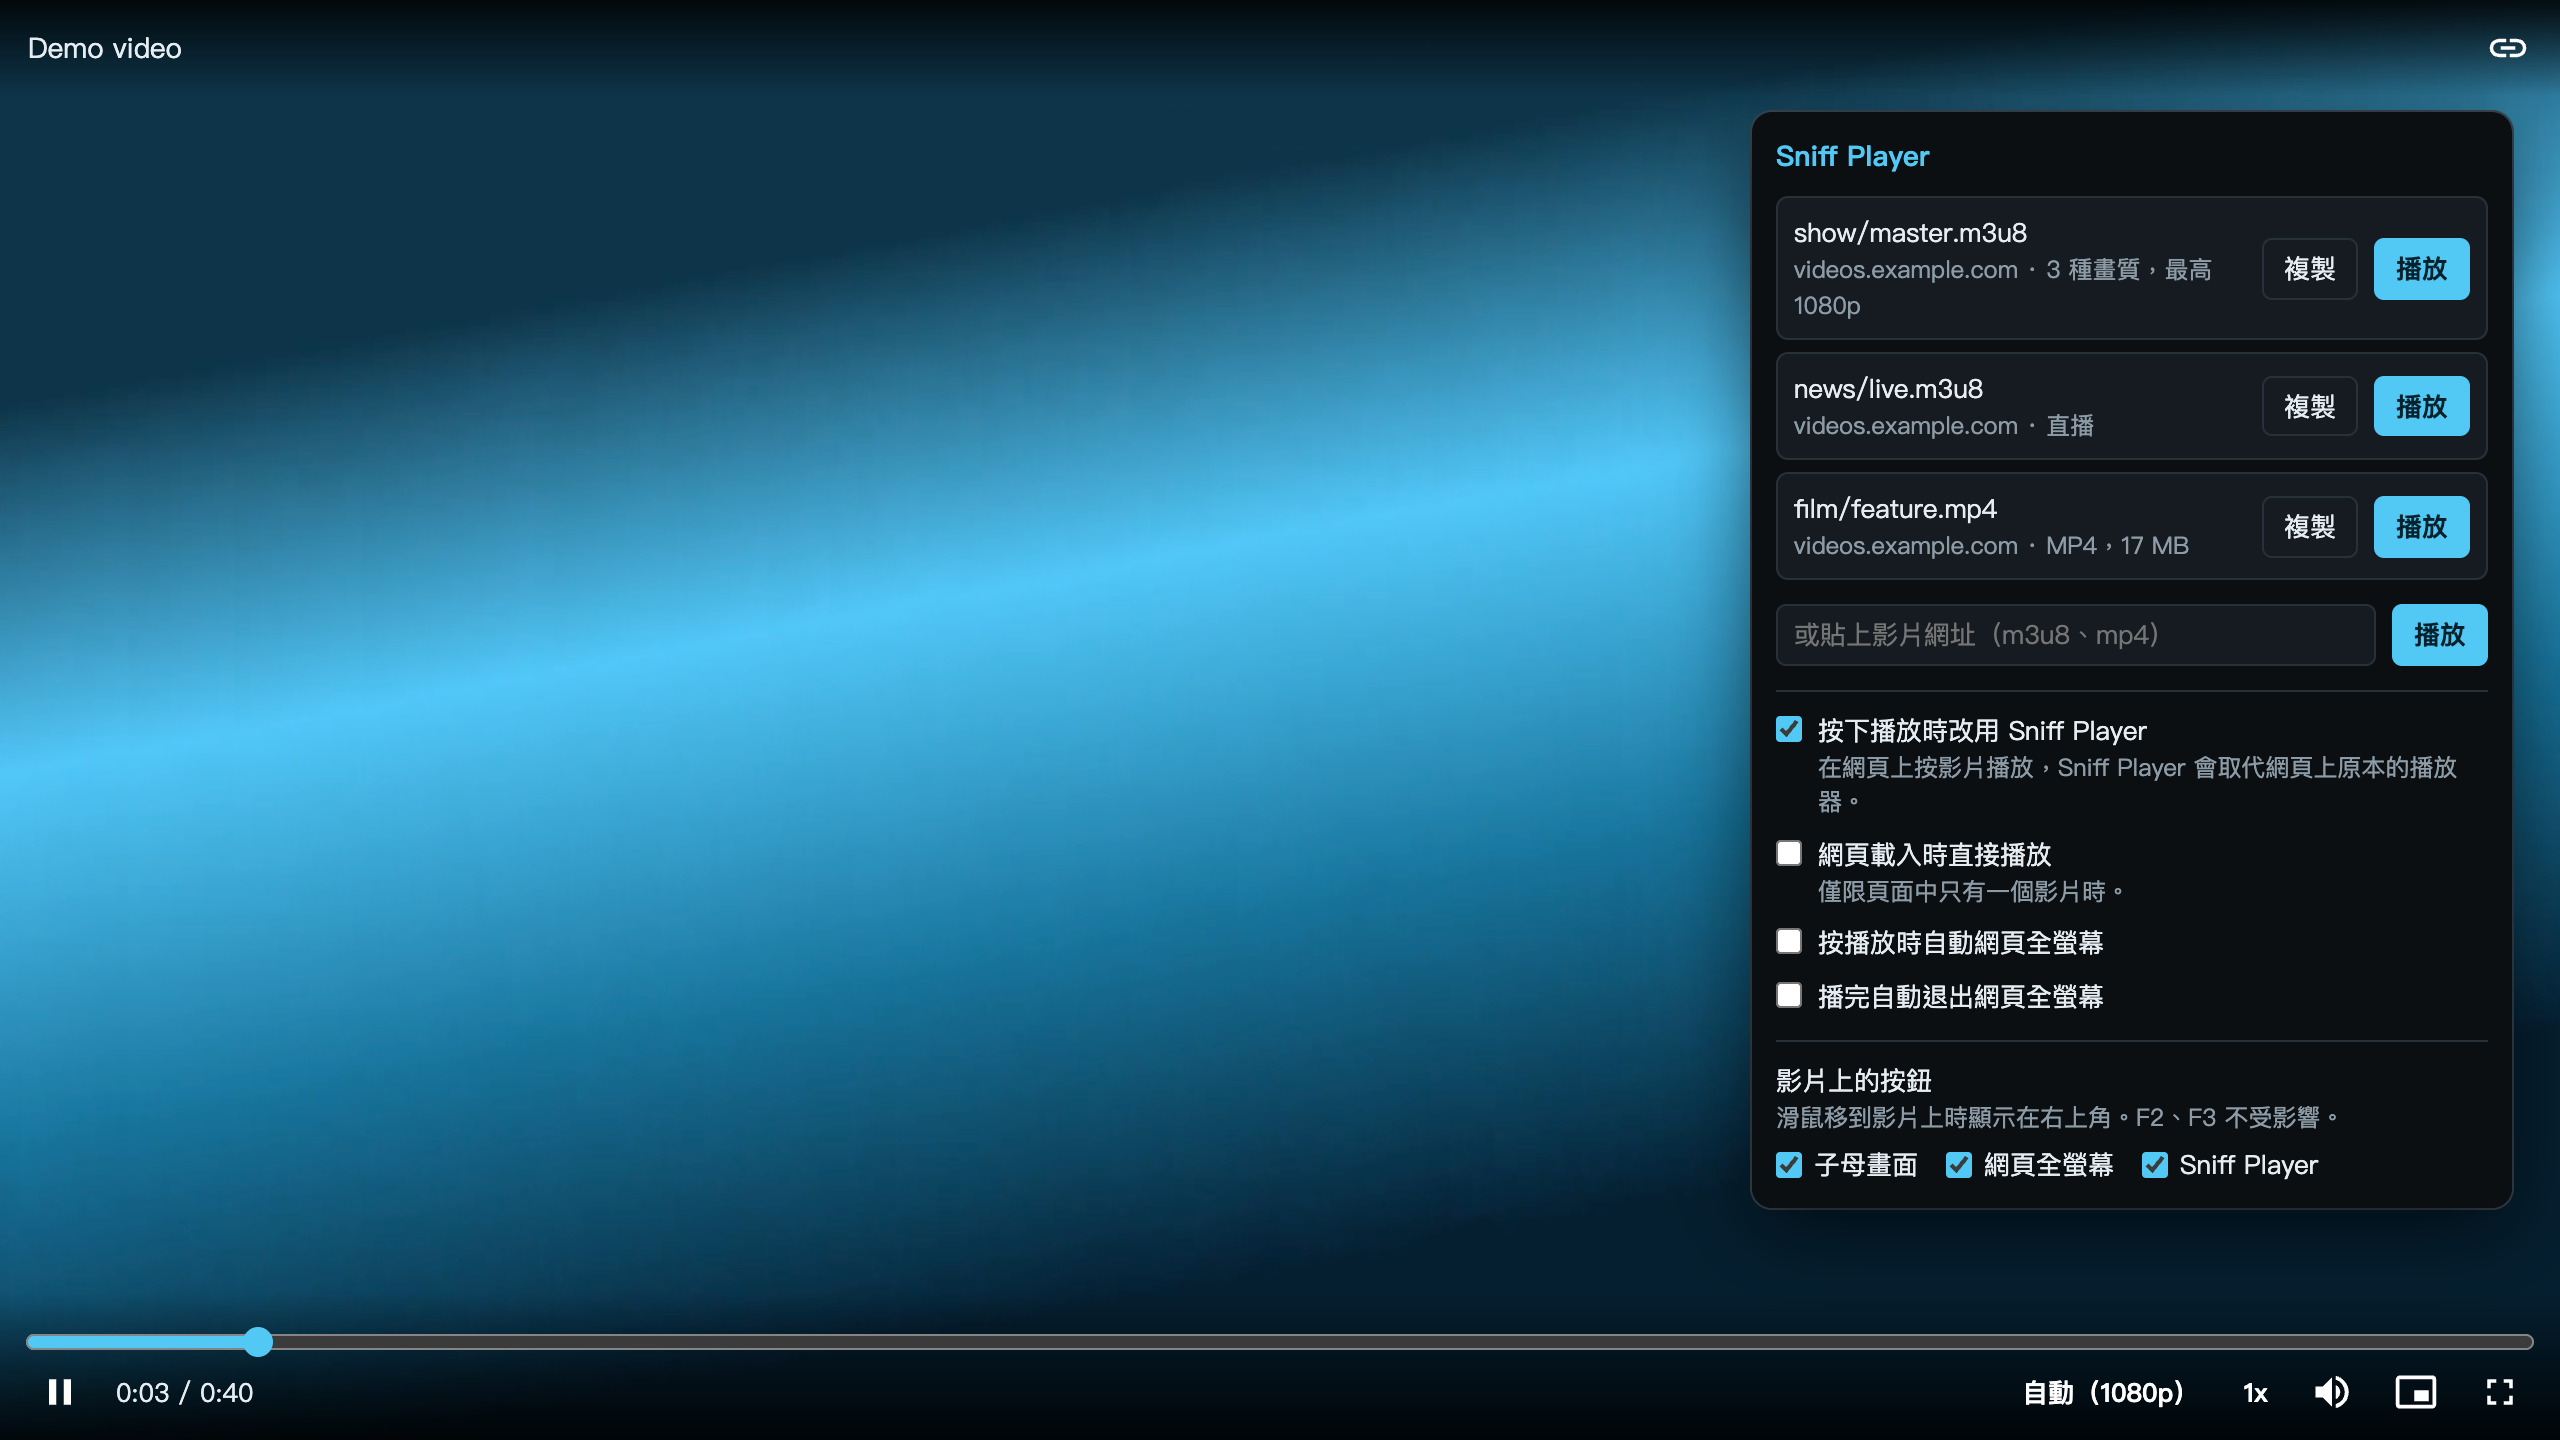 Demo video
Sniff Player
show/master.m3u8
videos.example.com · 3 種畫質，最高
1080p
複製
播放
news/live.m3u8
videos.example.com · 直播
複製
播放
film/feature.mp4
videos.example.com · MP4，17 MB
複製
播放
或貼上影片網址（m3u8、mp4）
播放
按下播放時改用 Sniff Player
在網頁上按影片播放，Sniff Player 會取代網頁上原本的播放
器。
網頁載入時直接播放
僅限頁面中只有一個影片時。
按播放時自動網頁全螢幕
播完自動退出網頁全螢幕
影片上的按鈕
滑鼠移到影片上時顯示在右上角。F2、F3 不受影響。
子母畫面 網頁全螢幕 Sniff Player
0:03 / 0:40
自動（1080p） 1x